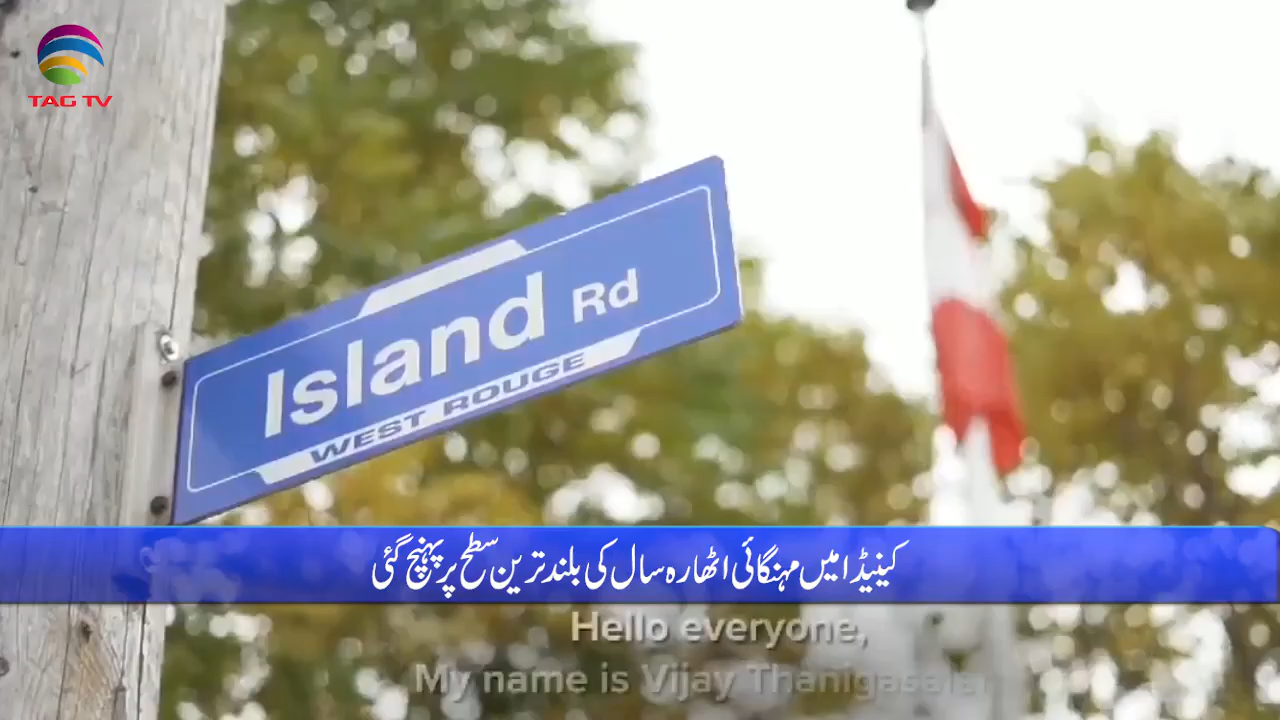 TAG TV
Island Rd
WEST ROUGE
کینیڈا میں مہنگائی اٹھارہ سال کی بلند ترین سطح پر پہنچ گئی
Hello everyone,
My name is Vijay